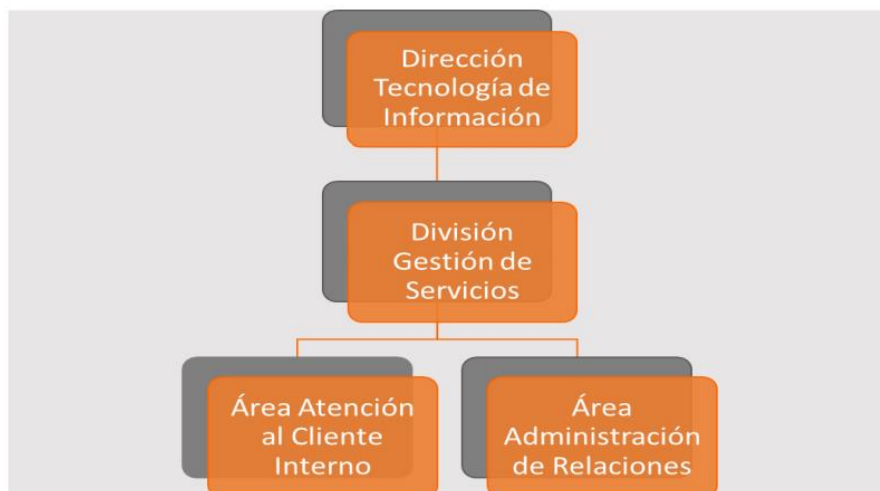 Dirección
Tecnología de
Información
División
Gestión de
Servicios
Área Atención
al Cliente
Interno
Área
Administración
de Relaciones